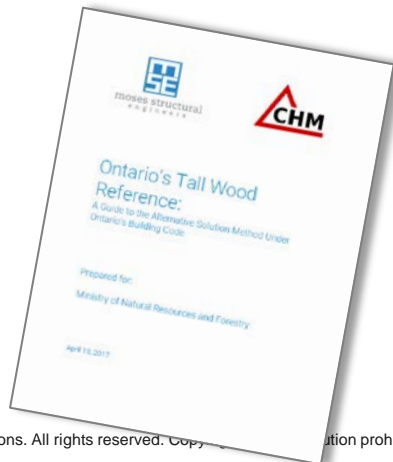 MSE
moses structural
engineers
CHM
Ontario's Tall Wood
Reference:
A Guide to the Alternative Solution Method Under
Ontario's Building Code
Prepared for:
Ministry of Natural Resources and Forestry
April 15, 2017
ons. All rights reserved. ution proh